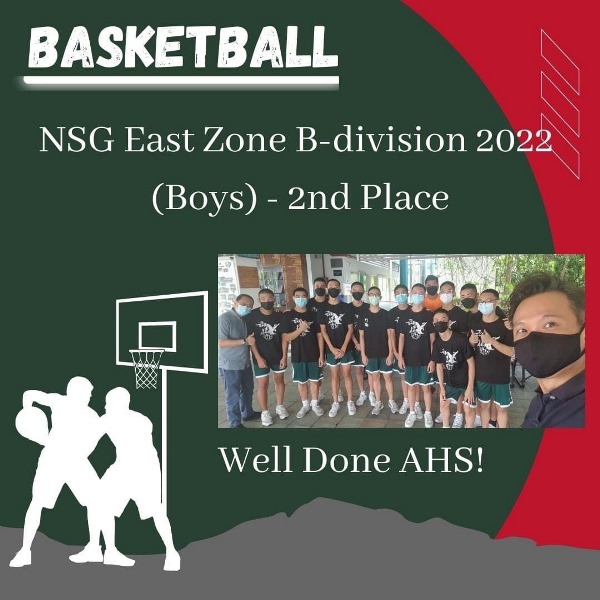 BASKETBALL
NSG East Zone B-division 2022
(Boys) - 2nd Place
Well Done AHS!